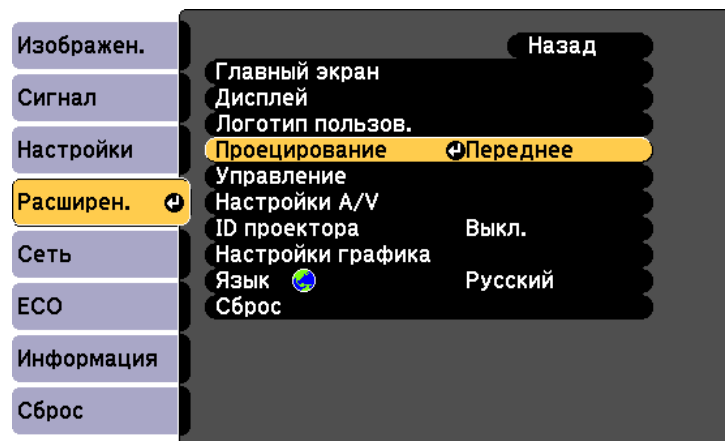 Изображен.
Сигнал
Настройки
Расширен.
Сеть
ECO
Информация
Сброс
Назад
Главный экран
Дисплей
Логотип пользов.
Проецирование Переднее
Управление
Настройки A/V
ID проектора Выкл.
Настройки графика
Язык Русский
Сброс